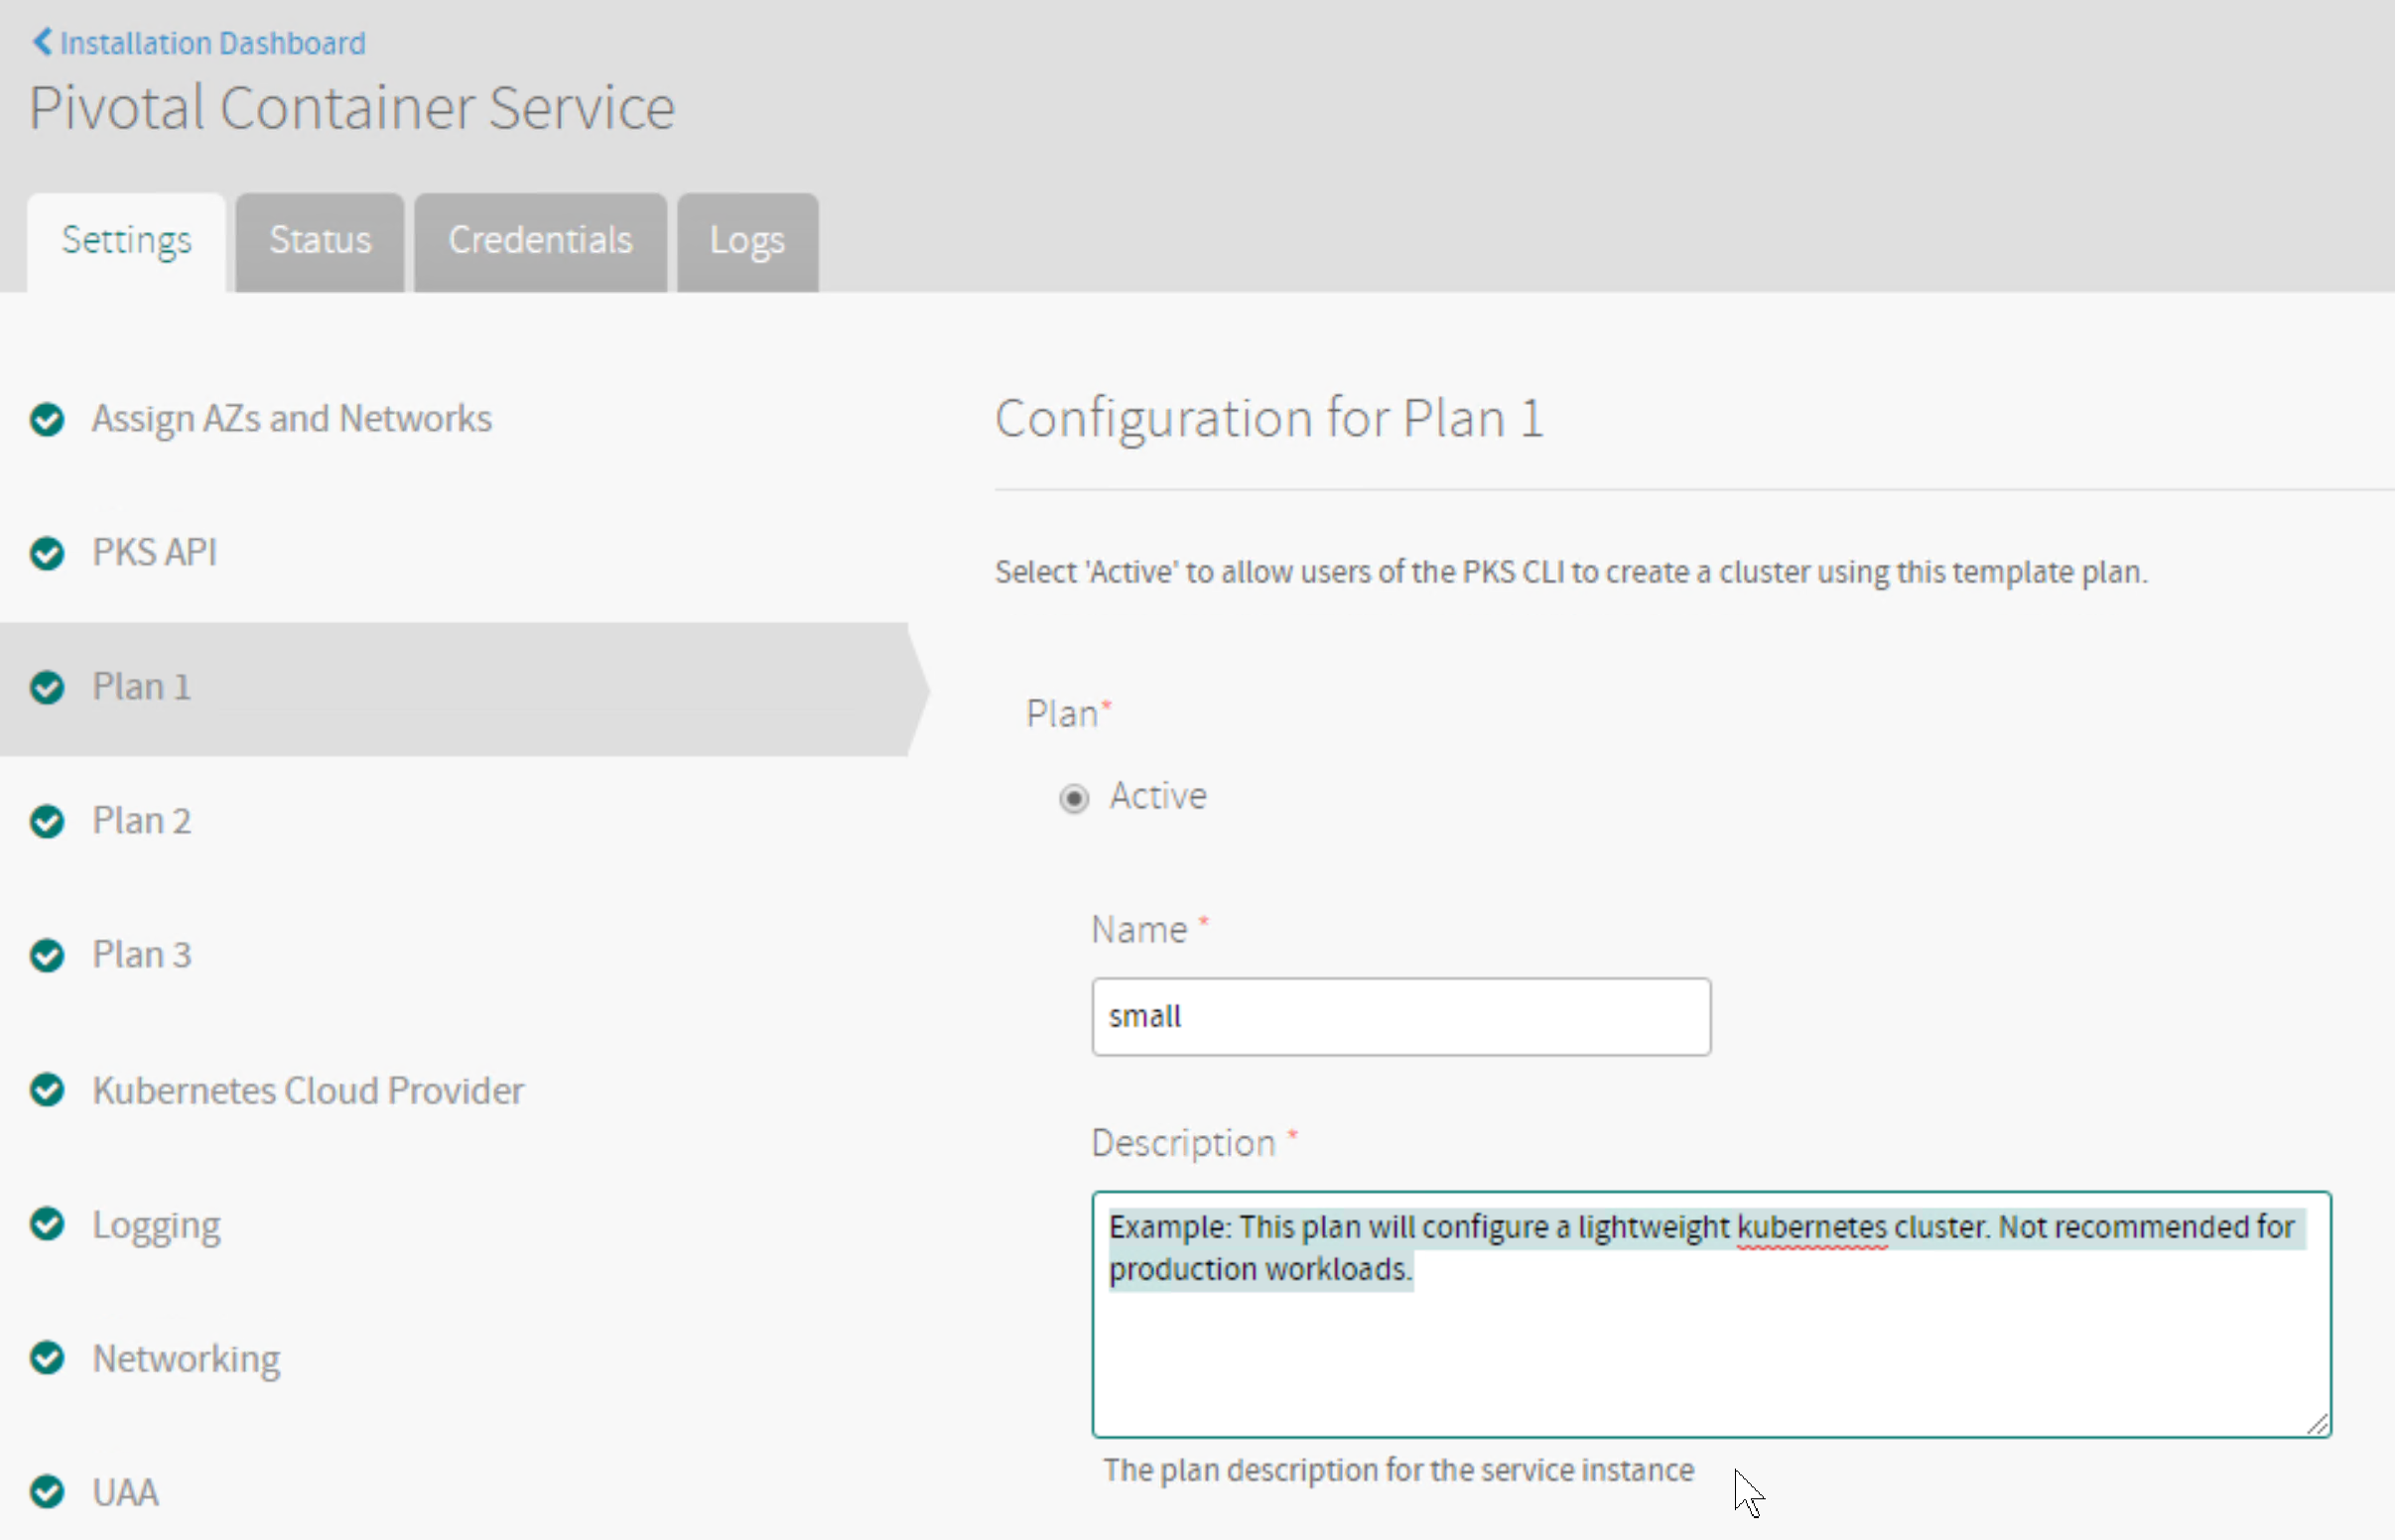 Installation Dashboard
Pivotal Container Service
Settings
Status
Credentials
Logs
Assign AZs and Networks
PKS API
Plan 1
Plan 2
Plan 3
Kubernetes Cloud Provider
Logging
Networking
UAA
Configuration for Plan 1
Select 'Active' to allow users of the PKS CLI to create a cluster using this template plan.
Plan*
Active
Name *
small
Description *
Example: This plan will configure a lightweight kubernetes cluster. Not recommended for
production workloads.
The plan description for the service instance